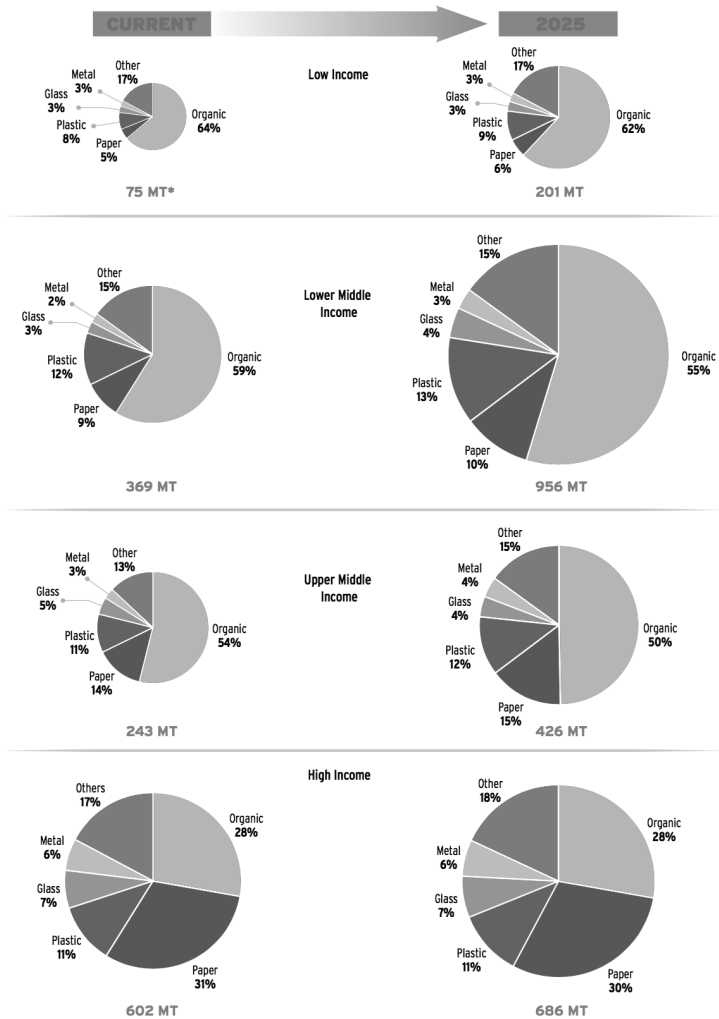 CURRENT
2025
Low Income
Other
17%
Metal
3%
Glass
3%
Plastic
8%
Paper
5%
Organic
64%
75 MT*
Other
17%
Metal
3%
Glass
3%
Plastic
9%
Paper
6%
Organic
62%
201 MT
Lower Middle
Income
Other
15%
Metal
2%
Glass
3%
Plastic
12%
Paper
9%
Organic
59%
369 MT
Other
15%
Metal
3%
Glass
4%
Plastic
13%
Paper
10%
Organic
55%
956 MT
Upper Middle
Income
Other
13%
Metal
3%
Glass
5%
Plastic
11%
Paper
14%
Organic
54%
243 MT
Other
15%
Metal
4%
Glass
4%
Plastic
12%
Paper
15%
Organic
50%
426 MT
High Income
Others
17%
Metal
6%
Glass
7%
Plastic
11%
Paper
31%
Organic
28%
602 MT
Other
18%
Metal
6%
Glass
7%
Plastic
11%
Paper
30%
Organic
28%
686 MT